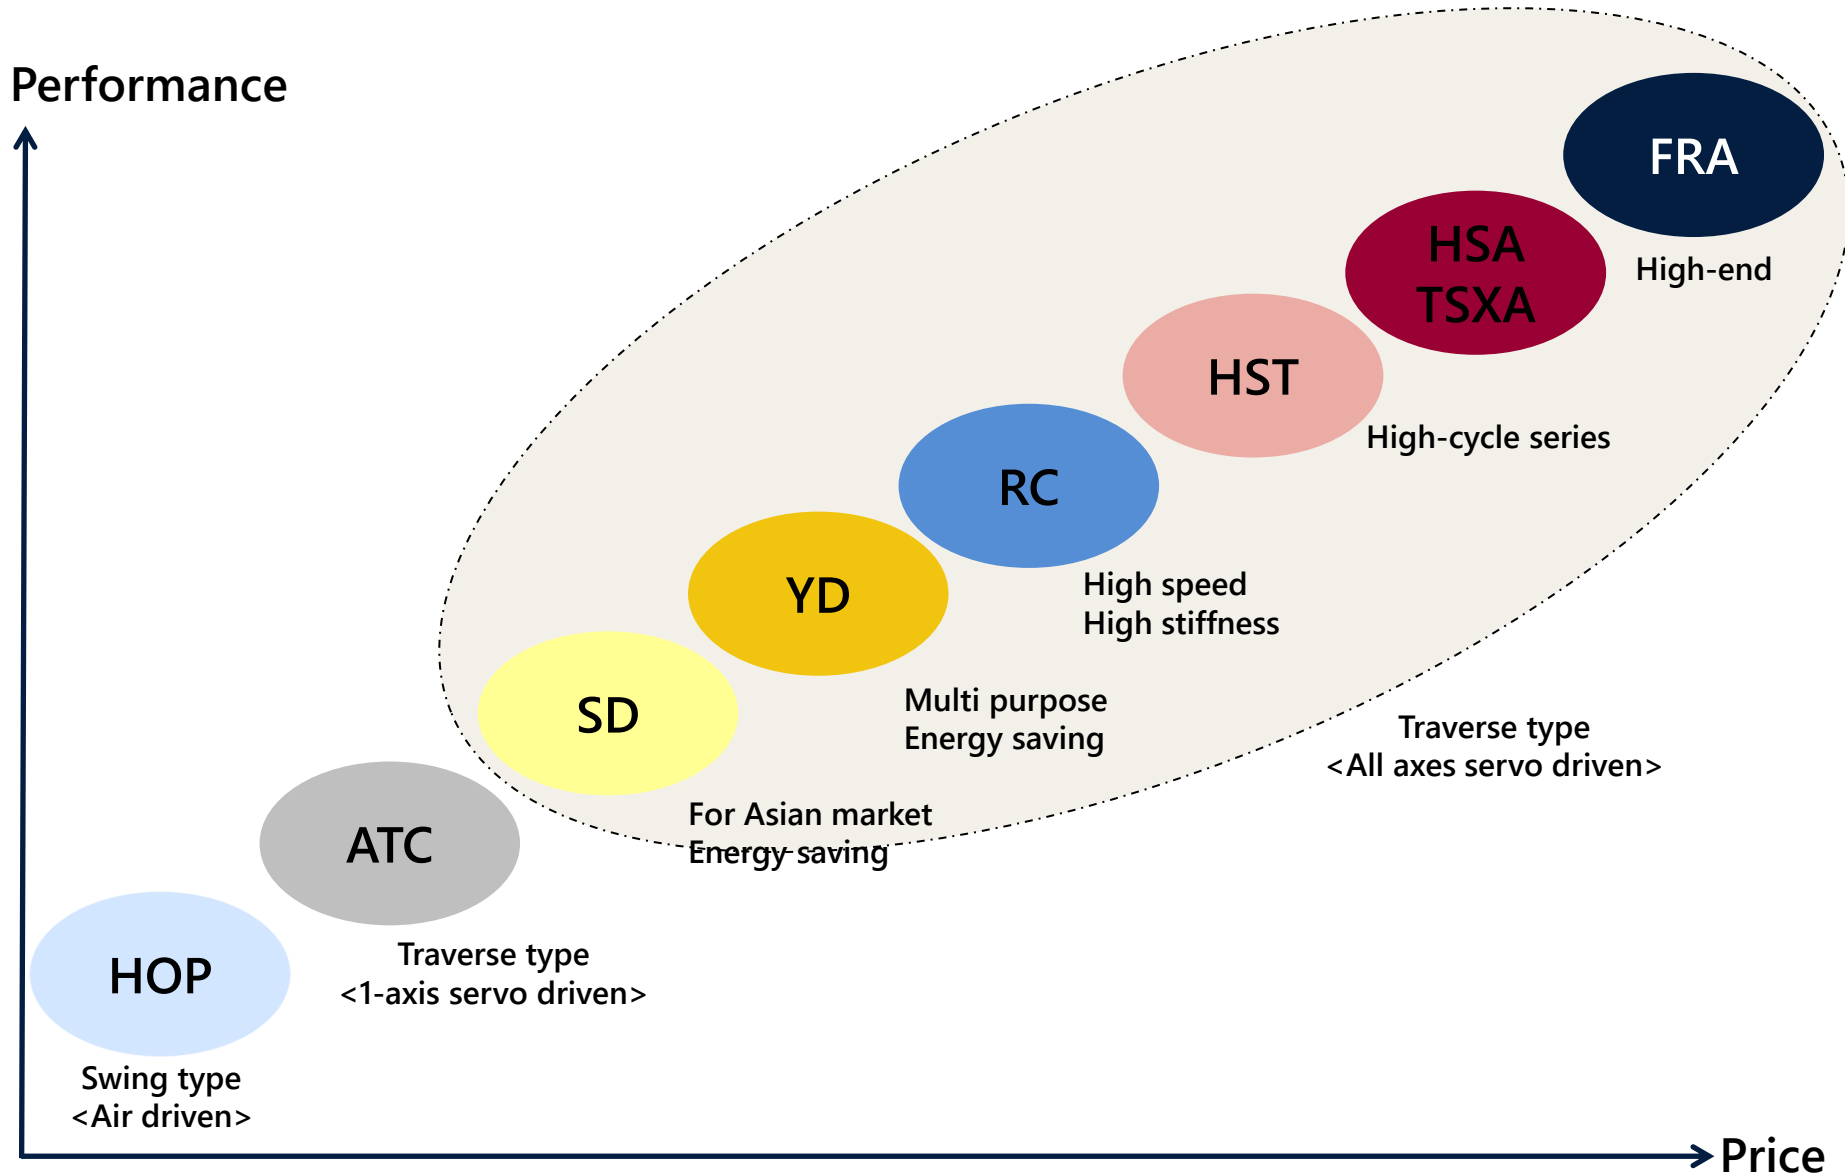 Performance
FRA
High-end
HSA
TSXA
HST
High-cycle series
RC
High speed
High stiffness
YD
Multi purpose
Energy saving
SD
For Asian market
Energy saving
Traverse type
<All axes servo driven>
ATC
Traverse type
<1-axis servo driven>
HOP
Swing type
<Air driven>
Price